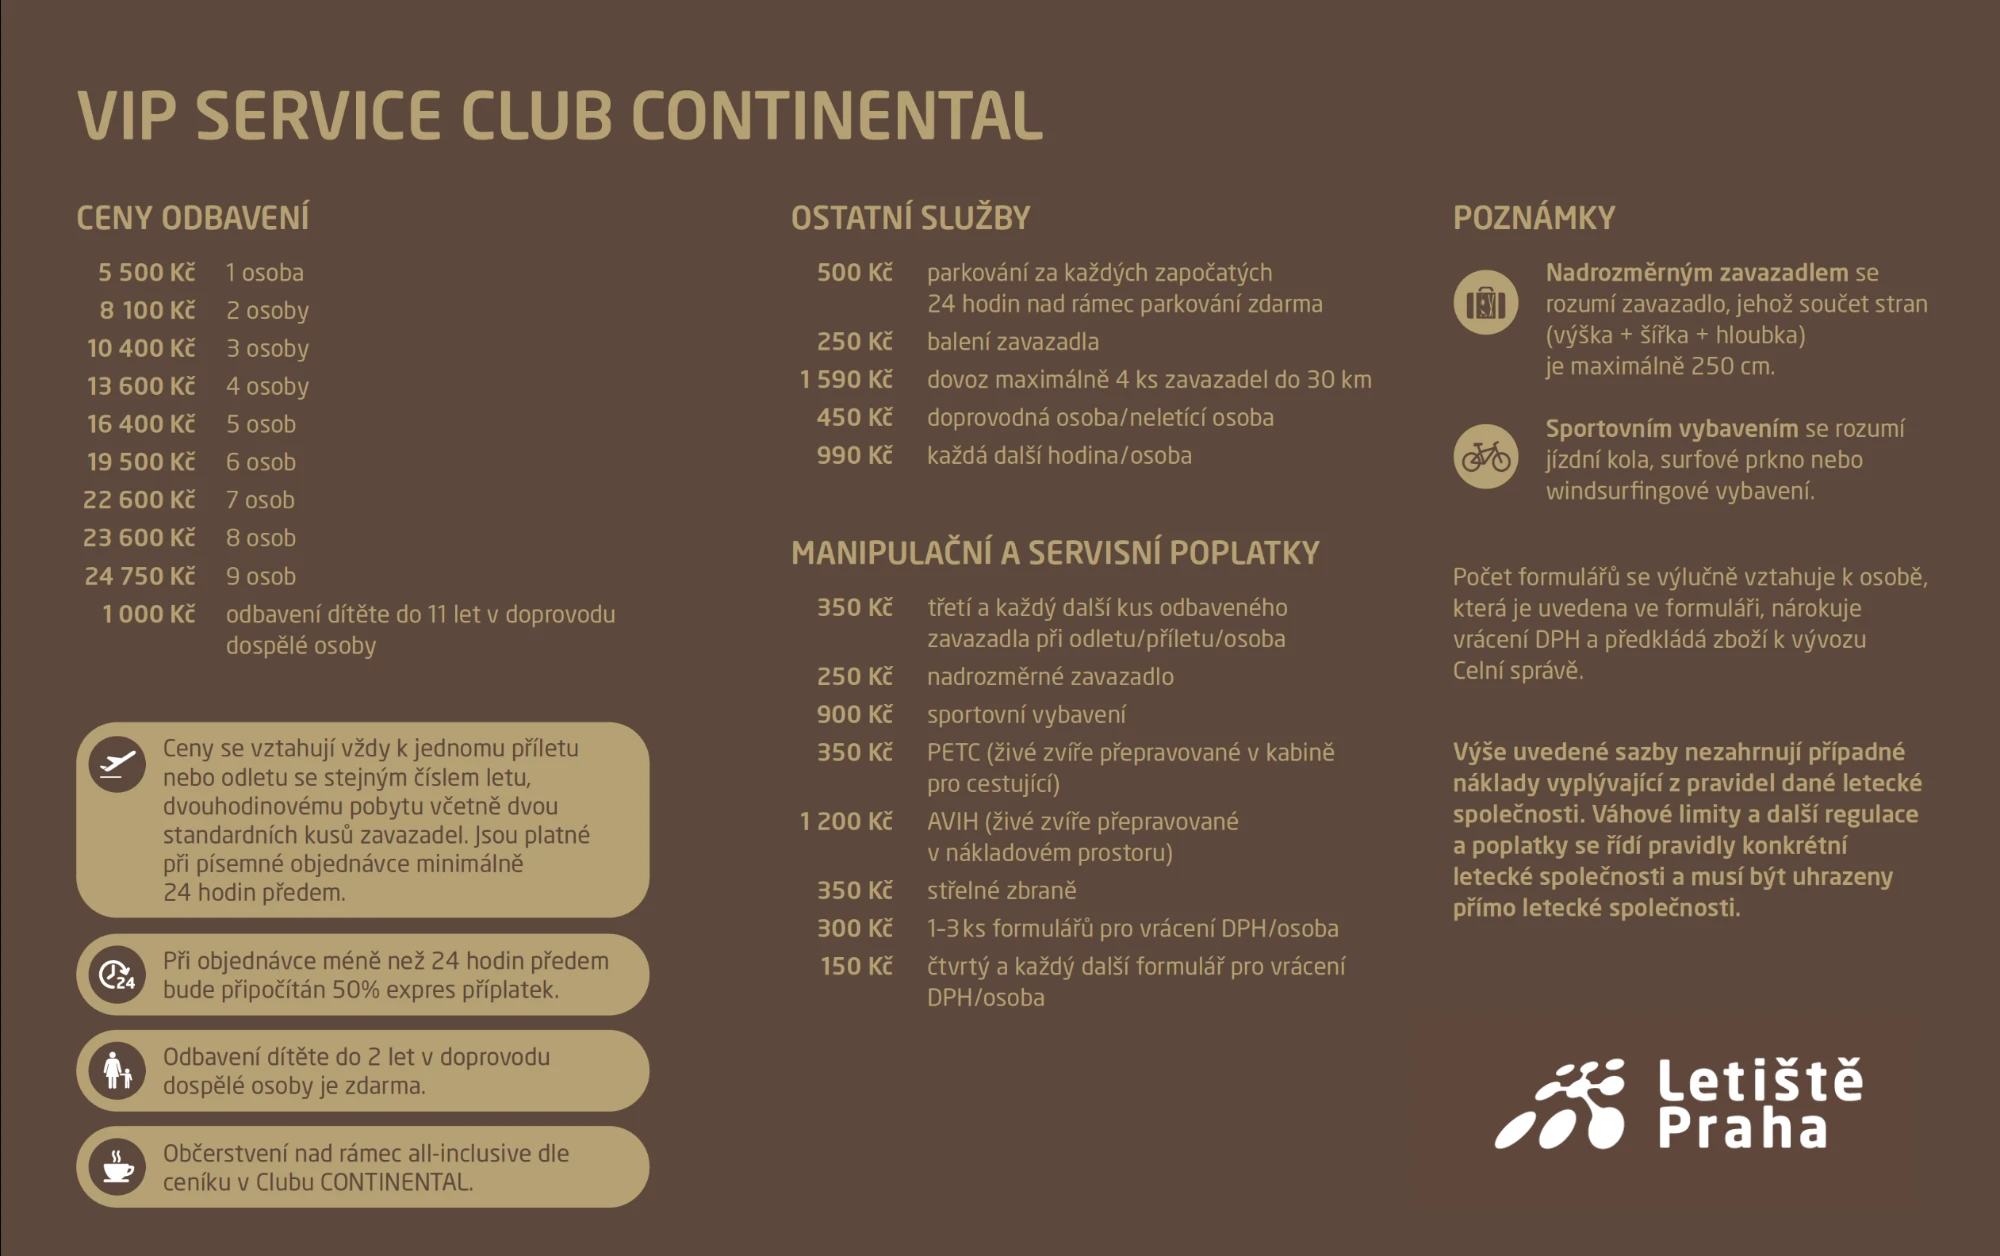 VIP SERVICE CLUB CONTINENTAL
CENY ODBAVENÍ
5 500 Kč 1 osoba
8 100 Kč 2 osoby
10 400 Kč 3 osoby
13 600 Kč 4 osoby
16 400 Kč 5 osob
19 500 Kč 6 osob
22 600 Kč 7 osob
23 600 Kč 8 osob
24 750 Kč 9 osob
1 000 Kč odbavení dítěte do 11 let v doprovodu
dospělé osoby
Ceny se vztahují vždy k jednomu příletu
nebo odletu se stejným číslem letu,
dvouhodinovému pobytu včetně dvou
standardních kusů zavazadel. Jsou platné
při písemné objednávce minimálně
24 hodin předem.
24
Při objednávce méně než 24 hodin předem
bude připočítán 50% expres příplatek.
Odbavení dítěte do 2 let v doprovodu
dospělé osoby je zdarma.
Občerstvení nad rámec all-inclusive dle
ceníku v Clubu CONTINENTAL.
OSTATNÍ SLUŽBY
500 Kč parkování za každých započatých
24 hodin nad rámec parkování zdarma
250 Kč balení zavazadla
1 590 Kč dovoz maximálně 4 ks zavazadel do 30 km
450 Kč doprovodná osoba/neletící osoba
990 Kč každá další hodina/osoba
MANIPULAČNÍ A SERVISNÍ POPLATKY
350 Kč třetí a každý další kus odbaveného
zavazadla při odletu/příletu/osoba
250 Kč nadrozměrné zavazadlo
900 Kč sportovní vybavení
350 Kč PETC (živé zvíře přepravované v kabině
pro cestující)
1 200 Kč AVIH (živé zvíře přepravované
v nákladovém prostoru)
350 Kč střelné zbraně
300 Kč 1–3 ks formulářů pro vrácení DPH/osoba
150 Kč čtvrtý a každý další formulář pro vrácení
DPH/osoba
POZNÁMKY
Nadrozměrným zavazadlem se
rozumí zavazadlo, jehož součet stran
(výška + šířka + hloubka)
je maximálně 250 cm.
Sportovním vybavením se rozumí
jízdní kola, surfové prkno nebo
windsurfingové vybavení.
Počet formulářů se výlučně vztahuje k osobě,
která je uvedena ve formuláři, nárokuje
vrácení DPH a předkládá zboží k vývozu
Celní správě.
Výše uvedené sazby nezahrnují případné
náklady vyplývající z pravidel dané letecké
společnosti. Váhové limity a další regulace
a poplatky se řídí pravidly konkrétní
letecké společnosti a musí být uhrazeny
přímo letecké společnosti.
Letiště
Praha